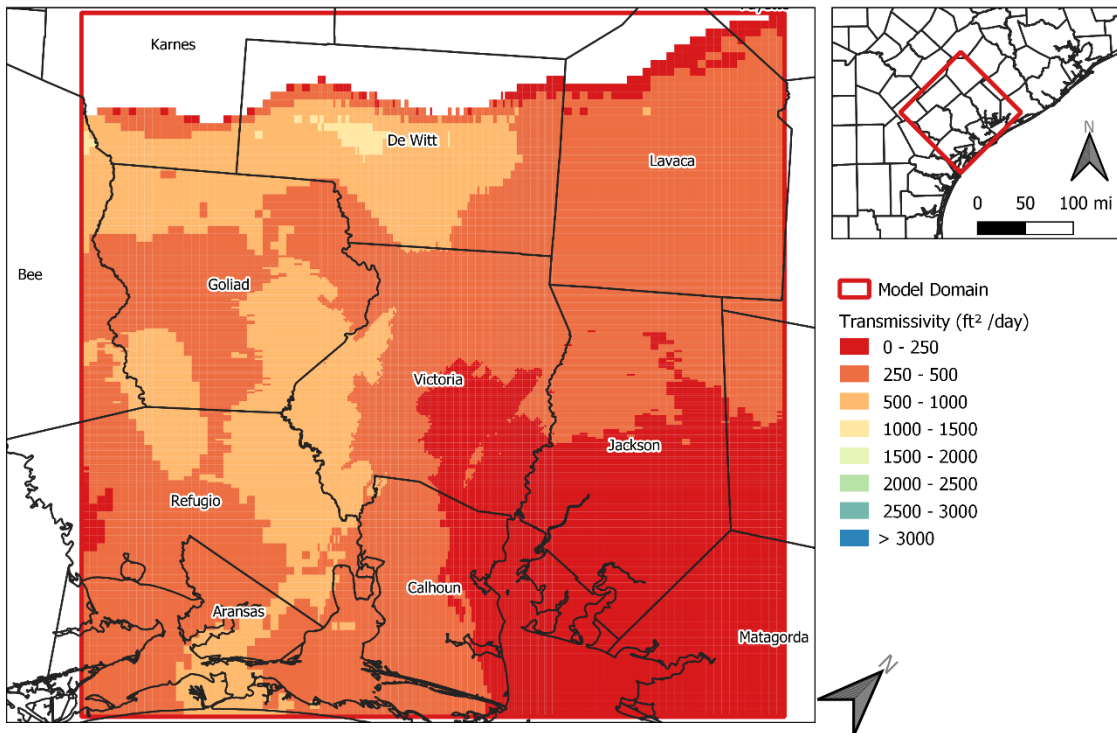 Karnes
De Witt
Lavaca
Bee
Goliad
Victoria
Jackson
Refugio
Calhoun
Aransas
Matagorda
N
0 50 100 mi
Model Domain
Transmissivity (ft² /day)
0 - 250
250 - 500
500 - 1000
1000 - 1500
1500 - 2000
2000 - 2500
2500 - 3000
> 3000
N